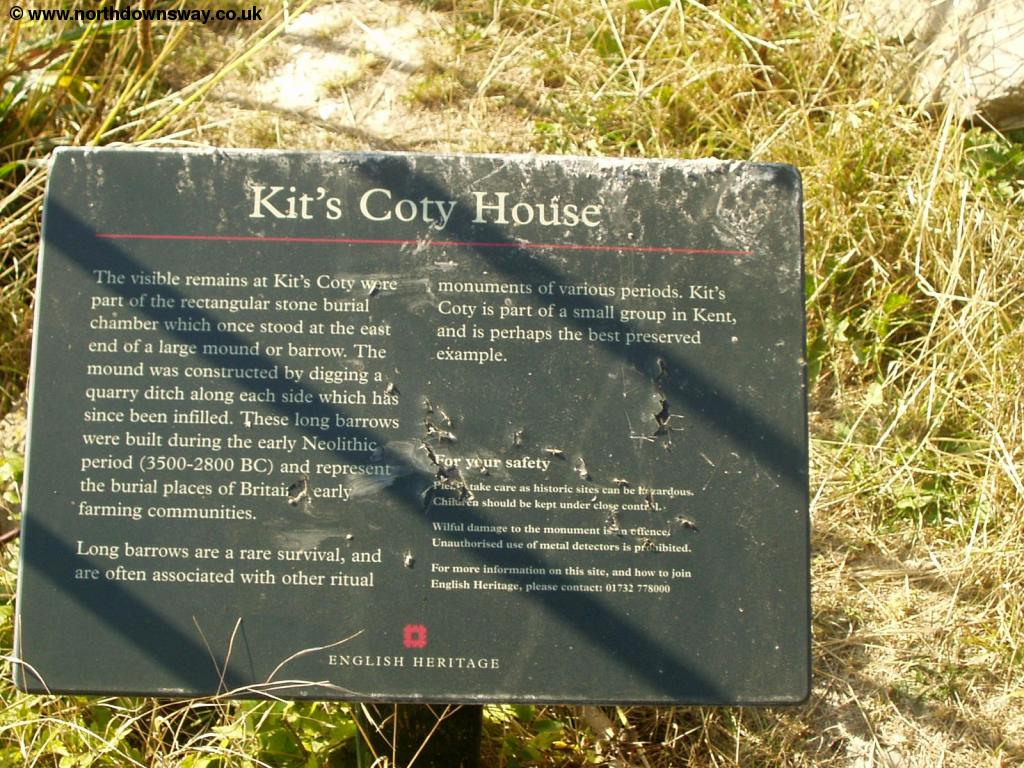 © www.northdownsway.co.uk
Kit's Coty House
The visible remains at Kit's Coty were
part of the rectangular stone burial
chamber which once stood at the east
end of a large mound or barrow. The
mound was constructed by digging a
quarry ditch along each side which has
since been infilled. These long barrows
were built during the early Neolithic
period (3500-2800 BC) and represent
the burial places of Britain's early
farming communities.
Long barrows are a rare survival, and
are often associated with other ritual
monuments of various periods. Kit's
Coty is part of a small group in Kent,
and is perhaps the best preserved
example.
For your safety
Please take care as historic sites can be hazardous.
Children should be kept under close control.
Wilful damage to the monument is an offence.
Unauthorised use of metal detectors is prohibited.
For more information on this site, and how to join
English Heritage, please contact: 01732 778000
ENGLISH HERITAGE